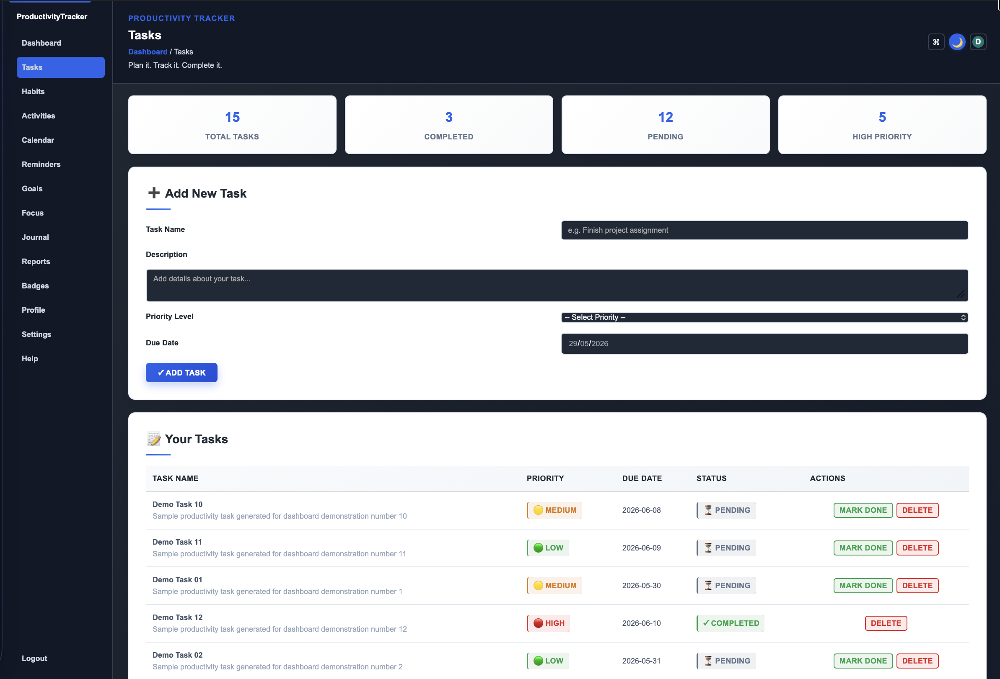 ProductivityTracker
Dashboard
Tasks
Habits
Activities
Calendar
Reminders
Goals
Focus
Journal
Reports
Badges
Profile
Settings
Help
Logout
PRODUCTIVITY TRACKER
Tasks
Dashboard / Tasks
Plan it. Track it. Complete it.
⌘
D
15
TOTAL TASKS
3
COMPLETED
12
PENDING
5
HIGH PRIORITY
➕ Add New Task
Task Name
e.g. Finish project assignment
Description
Add details about your task...
Priority Level
-- Select Priority --
Due Date
29/05/2026
✓ ADD TASK
📝 Your Tasks
TASK NAME PRIORITY DUE DATE STATUS ACTIONS
Demo Task 10
Sample productivity task generated for dashboard demonstration number 10
🟡 MEDIUM 2026-06-08 ⏳ PENDING MARK DONE DELETE
Demo Task 11
Sample productivity task generated for dashboard demonstration number 11
🟢 LOW 2026-06-09 ⏳ PENDING MARK DONE DELETE
Demo Task 01
Sample productivity task generated for dashboard demonstration number 1
🟡 MEDIUM 2026-05-30 ⏳ PENDING MARK DONE DELETE
Demo Task 12
Sample productivity task generated for dashboard demonstration number 12
🔴 HIGH 2026-06-10 ✓ COMPLETED DELETE
Demo Task 02
Sample productivity task generated for dashboard demonstration number 2
🟢 LOW 2026-05-31 ⏳ PENDING MARK DONE DELETE